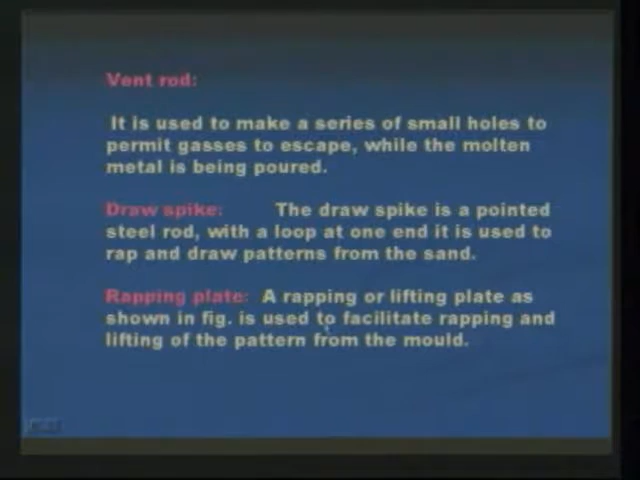 Vent rod:
It is used to make a series of small holes to
permit gasses to escape, while the molten
metal is being poured.
Draw spike: The draw spike is a pointed
steel rod, with a loop at one end it is used to
rap and draw patterns from the sand.
Rapping plate: A rapping or lifting plate as
shown in fig. is used to facilitate rapping and
lifting of the pattern from the mould.